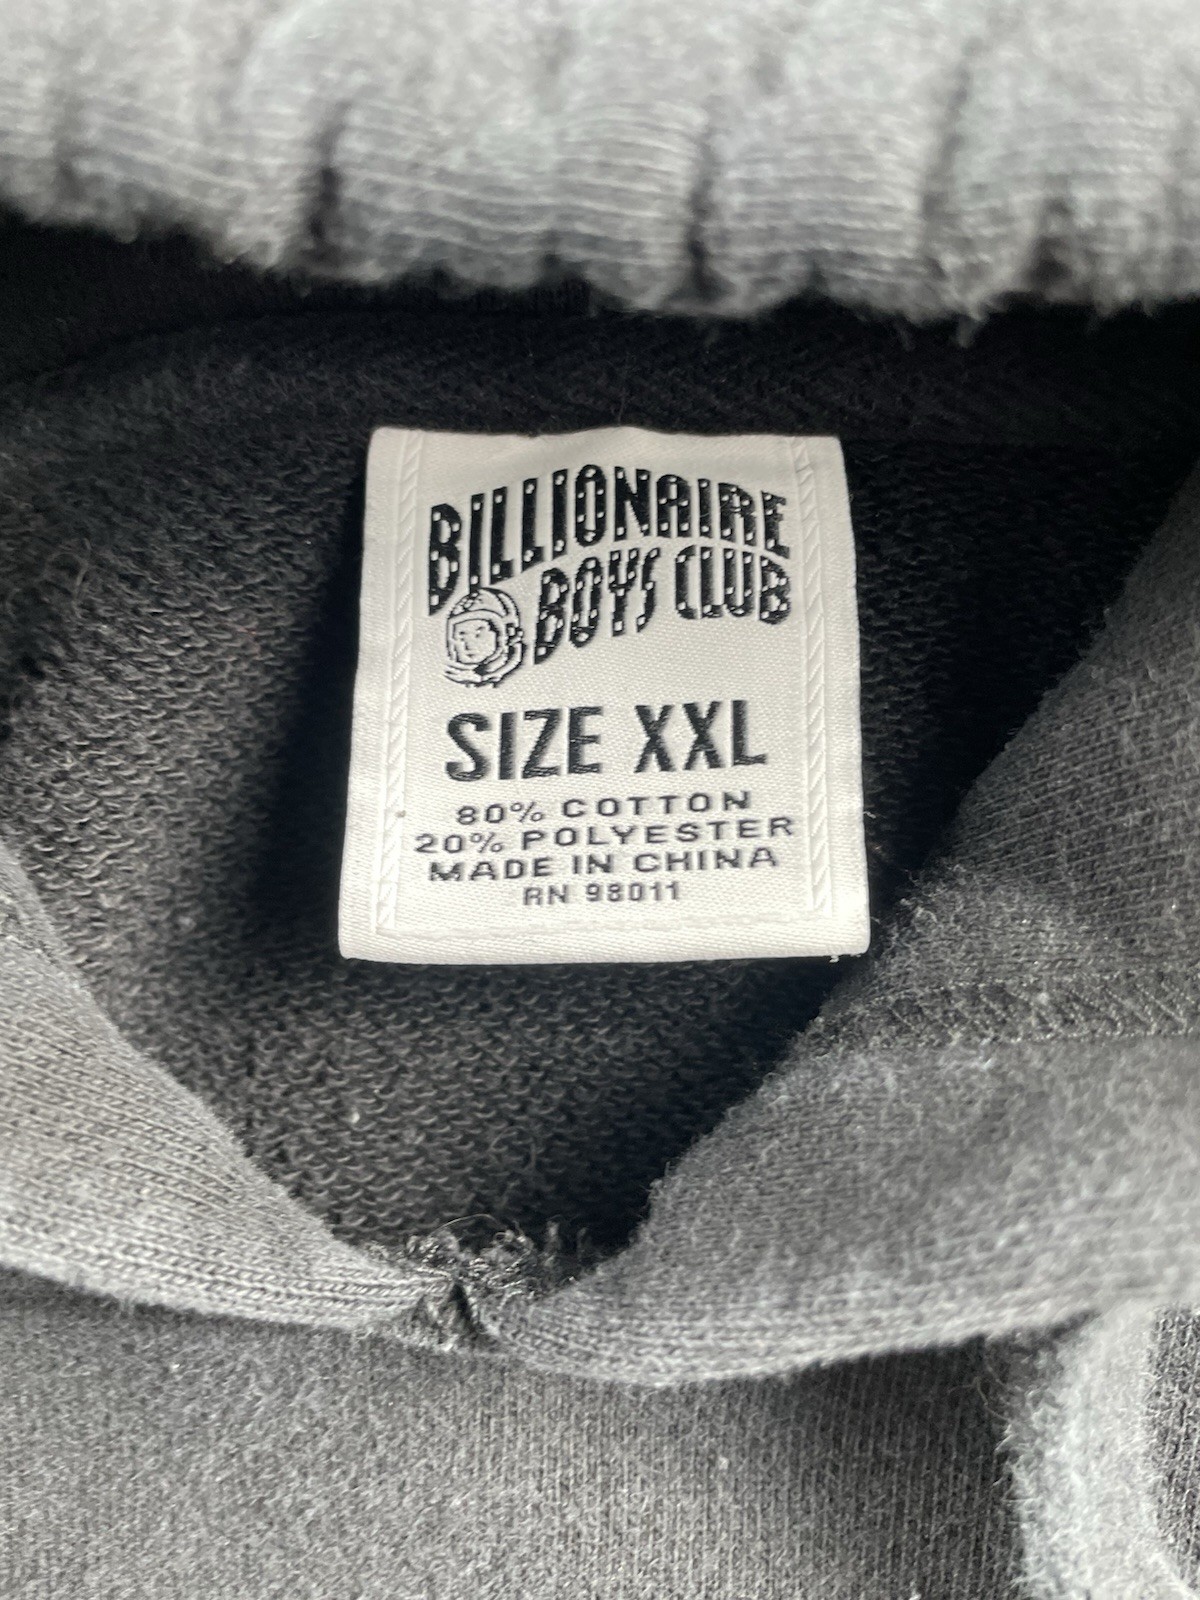 BILLIONAIRE
BOYS CLUB
SIZE XXL
80% COTTON
20% POLYESTER
MADE IN CHINA
RN 98011